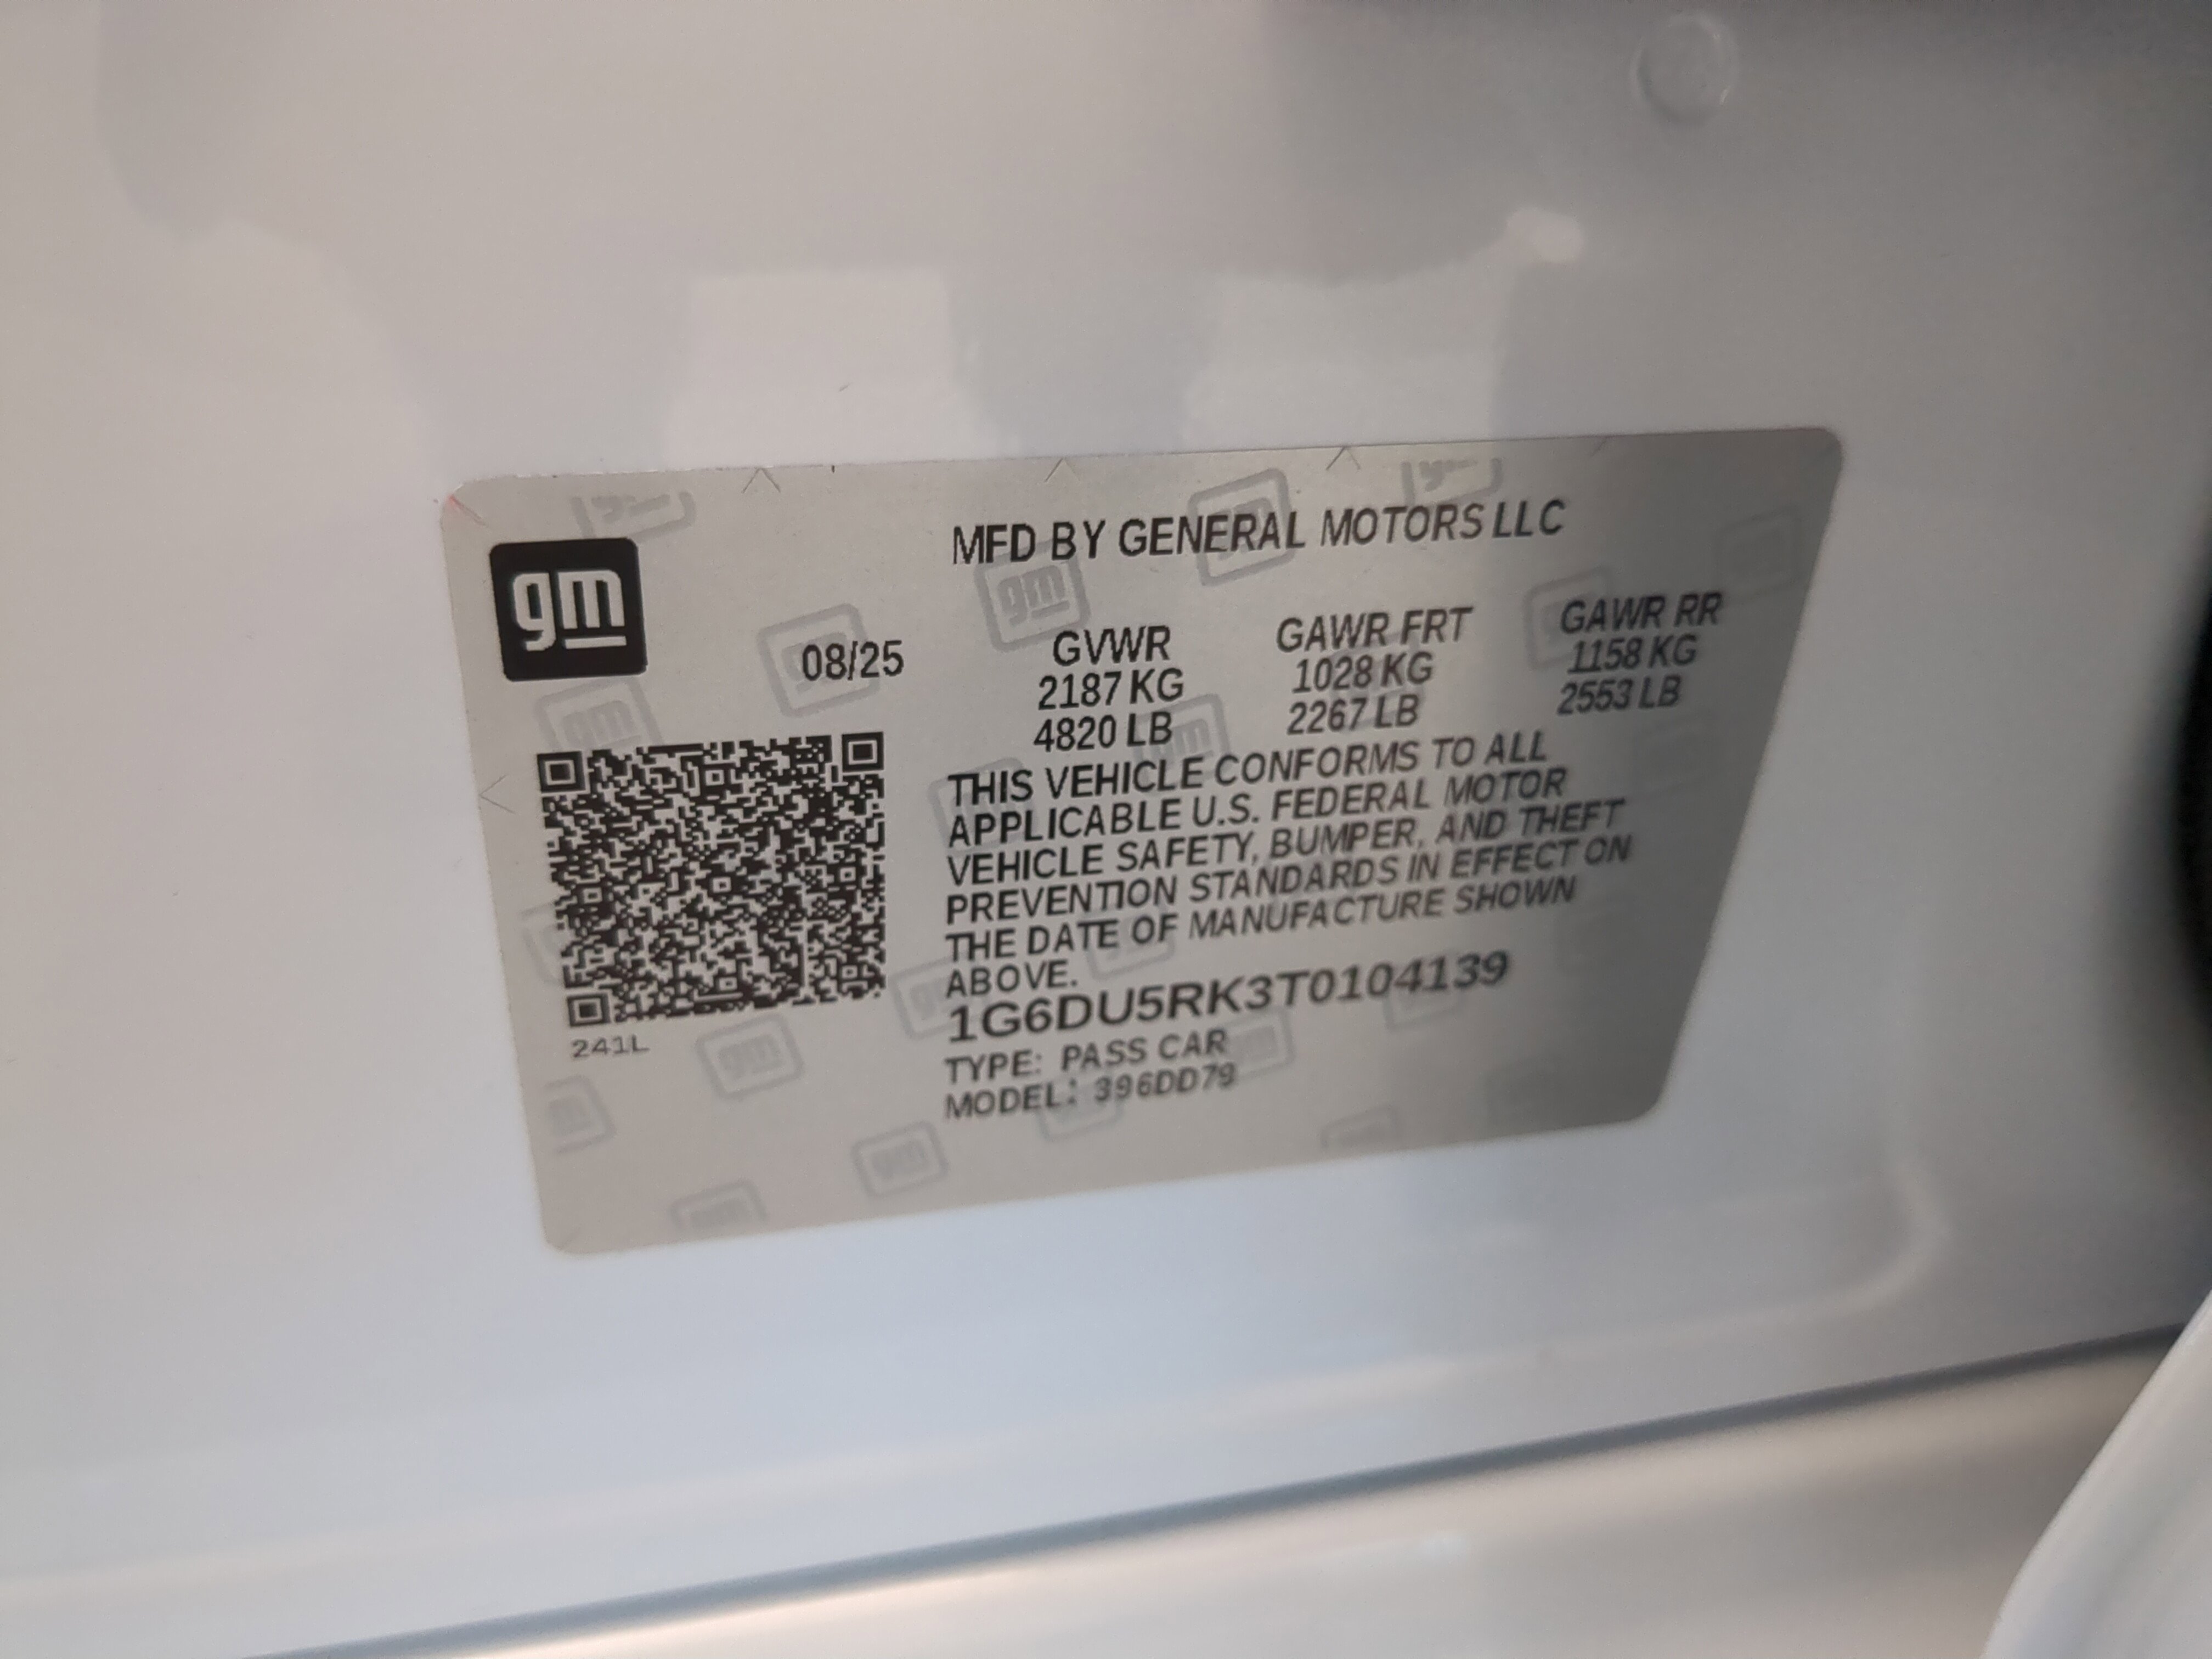 gm
MFD BY GENERAL MOTORS LLC
08/25
GVWR GAWR FRT GAWR RR
2187 KG 1028 KG 1158 KG
4820 LB 2267 LB 2553 LB
THIS VEHICLE CONFORMS TO ALL
APPLICABLE U.S. FEDERAL MOTOR
VEHICLE SAFETY, BUMPER, AND THEFT
PREVENTION STANDARDS IN EFFECT ON
THE DATE OF MANUFACTURE SHOWN
ABOVE.
1G6DU5RK3T0104139
TYPE: PASS CAR
MODEL: 396DD79
241L